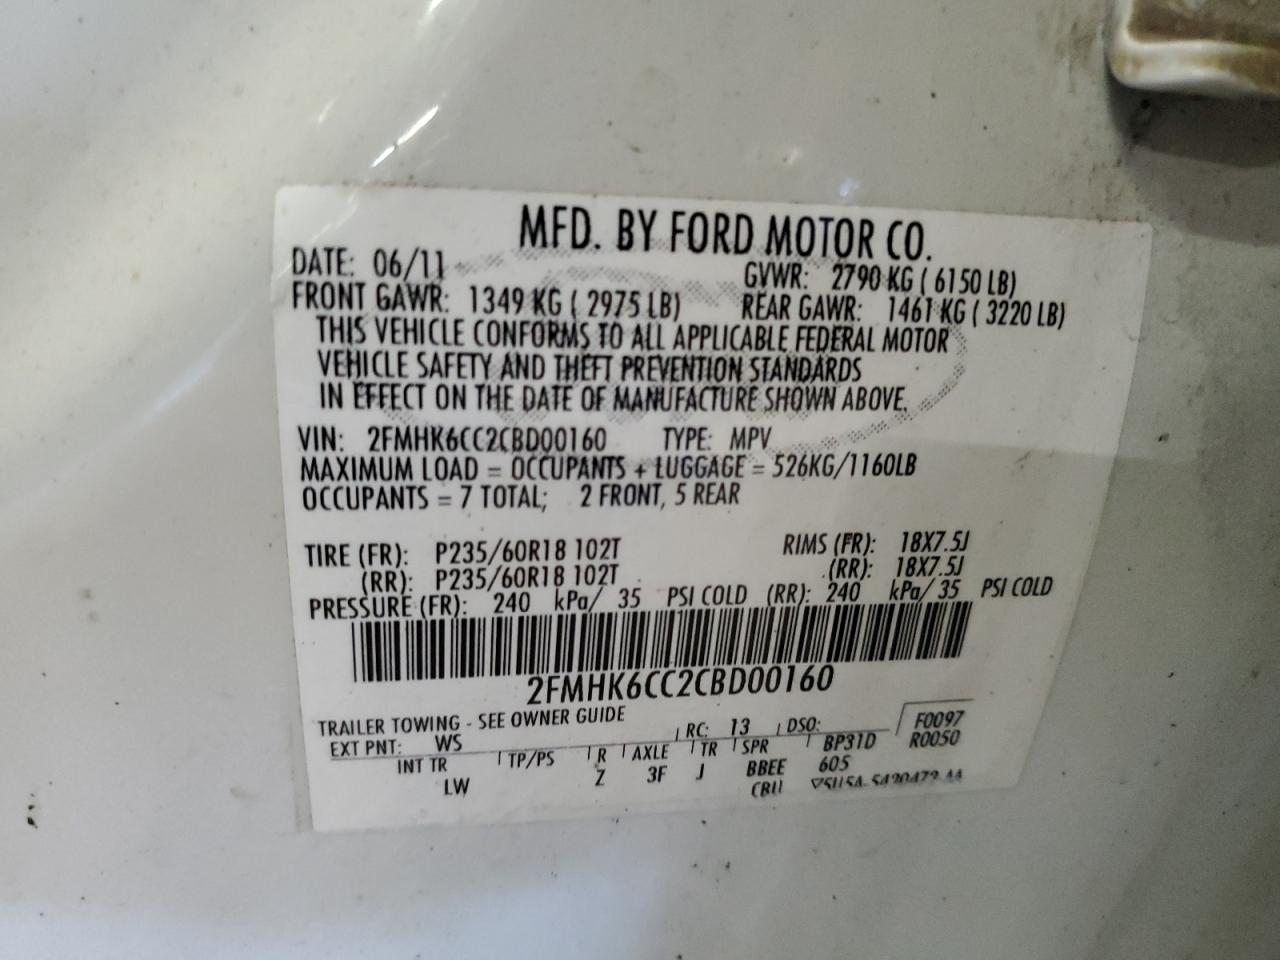 MFD. BY FORD MOTOR CO.
DATE: 06/11 GVWR: 2790 KG ( 6150 LB)
FRONT GAWR: 1349 KG ( 2975 LB) REAR GAWR: 1461 KG ( 3220 LB)
THIS VEHICLE CONFORMS TO ALL APPLICABLE FEDERAL MOTOR
VEHICLE SAFETY AND THEFT PREVENTION STANDARDS
IN EFFECT ON THE DATE OF MANUFACTURE SHOWN ABOVE.
VIN: 2FMHK6CC2CBD00160 TYPE: MPV
MAXIMUM LOAD = OCCUPANTS + LUGGAGE = 526KG/1160LB
OCCUPANTS = 7 TOTAL; 2 FRONT, 5 REAR
TIRE (FR): P235/60R18 102T RIMS (FR): 18X7.5J
(RR): P235/60R18 102T (RR): 18X7.5J
PRESSURE (FR): 240 kPa/ 35 PSI COLD (RR): 240 kPa/ 35 PSI COLD
2FMHK6CC2CBD00160
TRAILER TOWING - SEE OWNER GUIDE
EXT PNT: WS RC: 13 DSO: F0097
R0050
INT TR TP/PS R AXLE TR SPR BP31D
LW Z 3F J BBEE 605
CBU